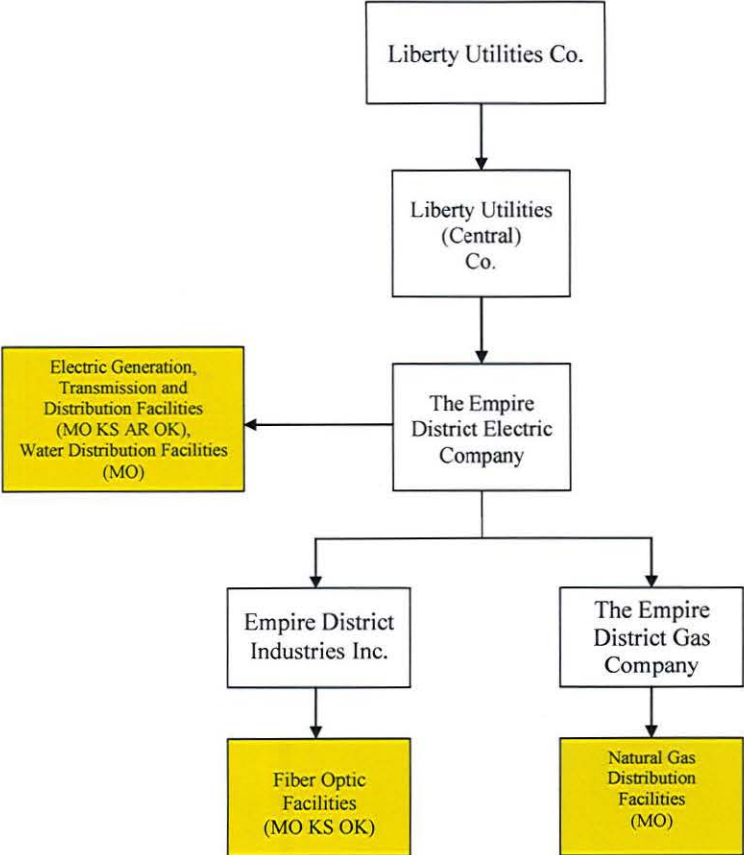 Liberty Utilities Co.
Liberty Utilities
(Central)
Co.
Electric Generation,
Transmission and
Distribution Facilities
(MO KS AR OK),
Water Distribution Facilities
(MO)
The Empire
District Electric
Company
Empire District
Industries Inc.
The Empire
District Gas
Company
Fiber Optic
Facilities
(MO KS OK)
Natural Gas
Distribution
Facilities
(MO)